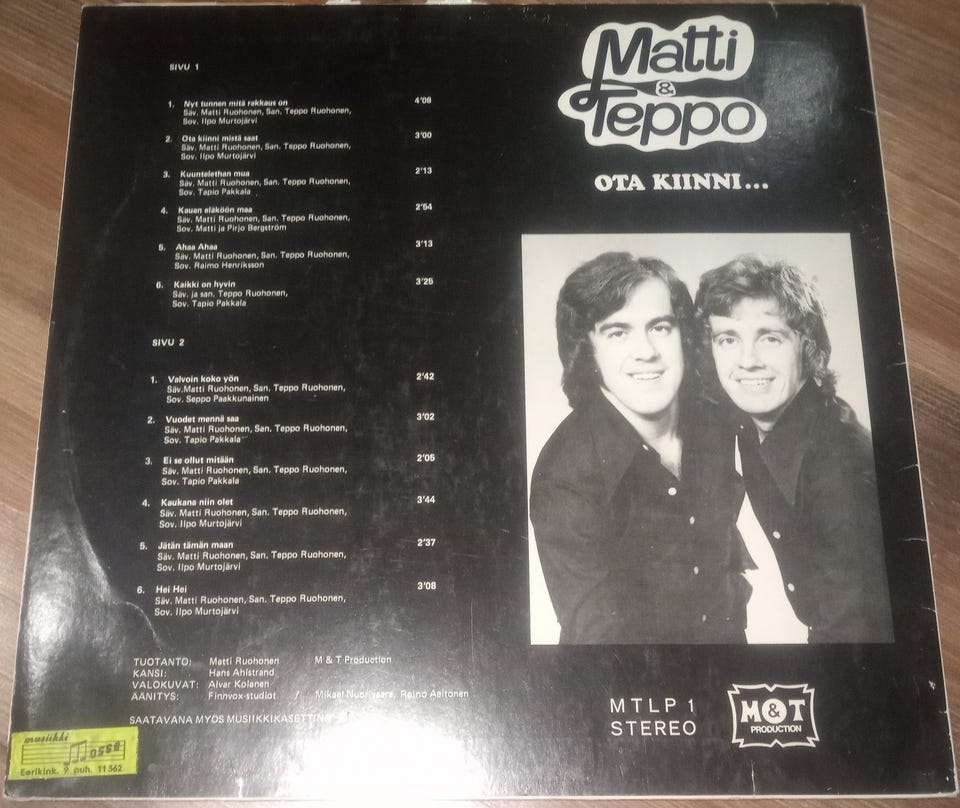 Matti
&
Teppo
OTA KIINNI...
SIVU 1
1. Nyt tunnen mitä rakkaus on 4'08
Säv. Matti Ruohonen, San. Teppo Ruohonen,
Sov. Ilpo Murtojärvi
2. Ota kiinni mistä saat 3'00
Säv. Matti Ruohonen, San. Teppo Ruohonen,
Sov. Ilpo Murtojärvi
3. Kuuntelethan mua 2'13
Säv. Matti Ruohonen, San. Teppo Ruohonen,
Sov. Tapio Pakkala
4. Kauan eläköön maa 2'54
Säv. Matti Ruohonen, San. Teppo Ruohonen,
Sov. Matti ja Pirjo Bergström
5. Ahaa Ahaa 3'13
Säv. Matti Ruohonen, San. Teppo Ruohonen,
Sov. Raimo Henriksson
6. Kaikki on hyvin 3'25
Säv. ja san. Teppo Ruohonen,
Sov. Tapio Pakkala
SIVU 2
1. Valvoin koko yön 2'42
Säv.Matti Ruohonen, San. Teppo Ruohonen,
Sov. Seppo Paakkunainen
2. Vuodet mennä saa 3'02
Säv. Matti Ruohonen, San. Teppo Ruohonen,
Sov. Tapio Pakkala
3. Ei se ollut mitään 2'05
Säv. Matti Ruohonen, San. Teppo Ruohonen,
Sov. Tapio Pakkala
4. Kaukana niin olet 3'44
Säv. Matti Ruohonen, San. Teppo Ruohonen,
Sov. Ilpo Murtojärvi
5. Jätän tämän maan 2'37
Säv. Matti Ruohonen, San. Teppo Ruohonen,
Sov. Ilpo Murtojärvi
6. Hei Hei 3'08
Säv. Matti Ruohonen, San. Teppo Ruohonen,
Sov. Ilpo Murtojärvi
TUOTANTO: Matti Ruohonen M & T Production
KANSI: Hans Ahlstrand
VALOKUVAT: Alvar Kolanen
ÄÄNITYS: Finnvox-studiot / Mikael Nuorivaara, Reino Aaltonen
SAATAVANA MYÖS MUSIIKKIKASETTINA
MTLP 1
STEREO
M&T
PRODUCTION
musiikki
Eerikink. 9 puh. 11362